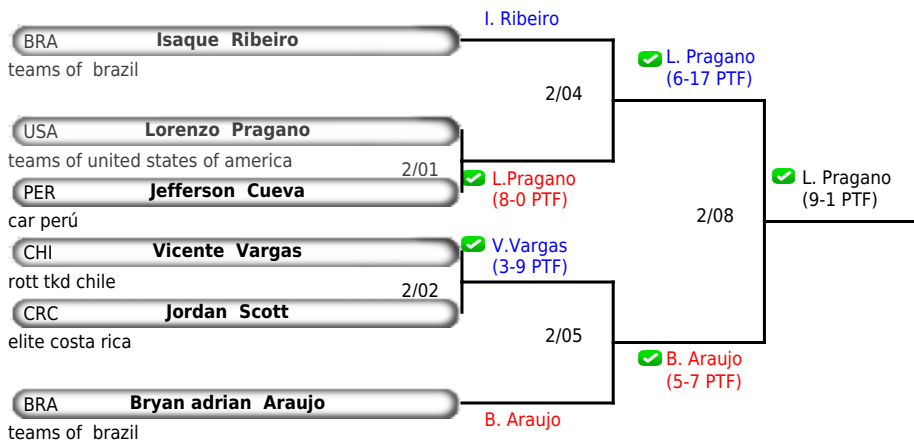 I. Ribeiro
BRA Isaque Ribeiro
teams of brazil
L. Pragano
(6-17 PTF)
2/04
USA Lorenzo Pragano
teams of united states of america
2/01
L.Pragano
(8-0 PTF)
PER Jefferson Cueva
car perú
L. Pragano
(9-1 PTF)
2/08
CHI Vicente Vargas
V.Vargas
(3-9 PTF)
rott tkd chile
2/02
CRC Jordan Scott
elite costa rica
2/05
B. Araujo
(5-7 PTF)
BRA Bryan adrian Araujo
B. Araujo
teams of brazil